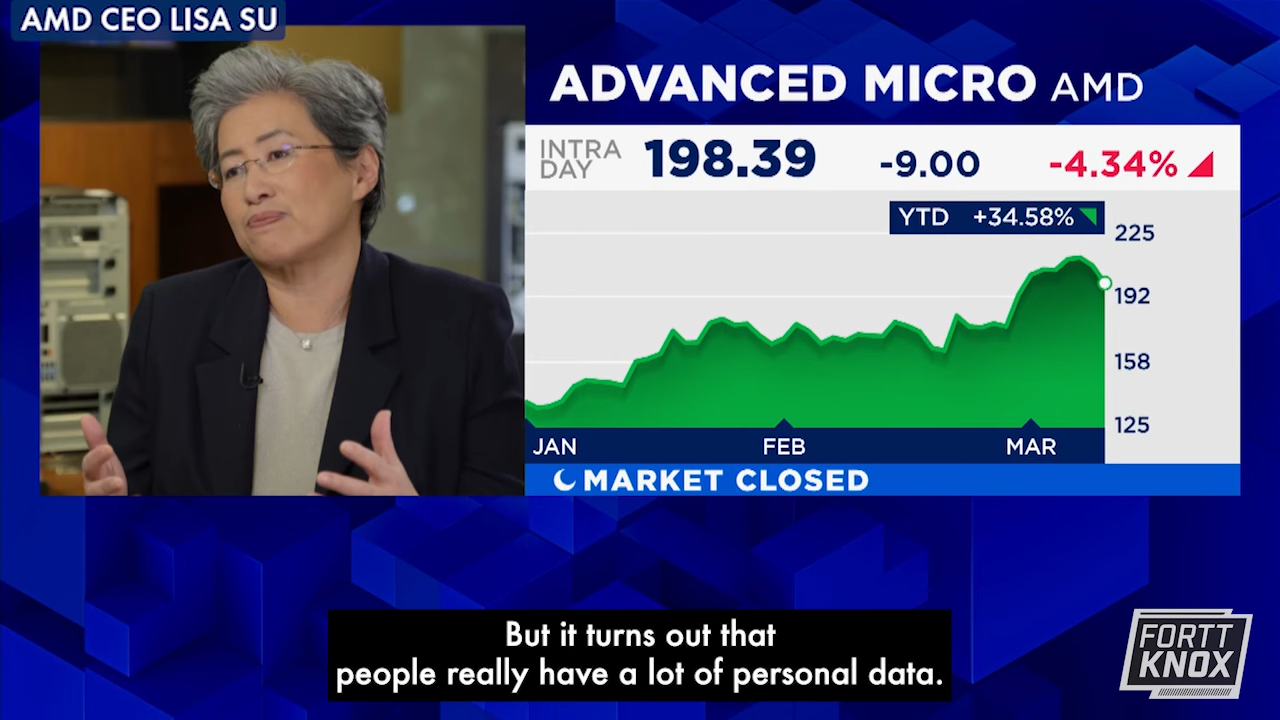 AMD CEO LISA SU
ADVANCED MICRO AMD
INTRA DAY 198.39 -9.00 -4.34%
YTD +34.58%
225
192
158
125
JAN FEB MAR
MARKET CLOSED
But it turns out that
people really have a lot of personal data.
FORTT
KNOX